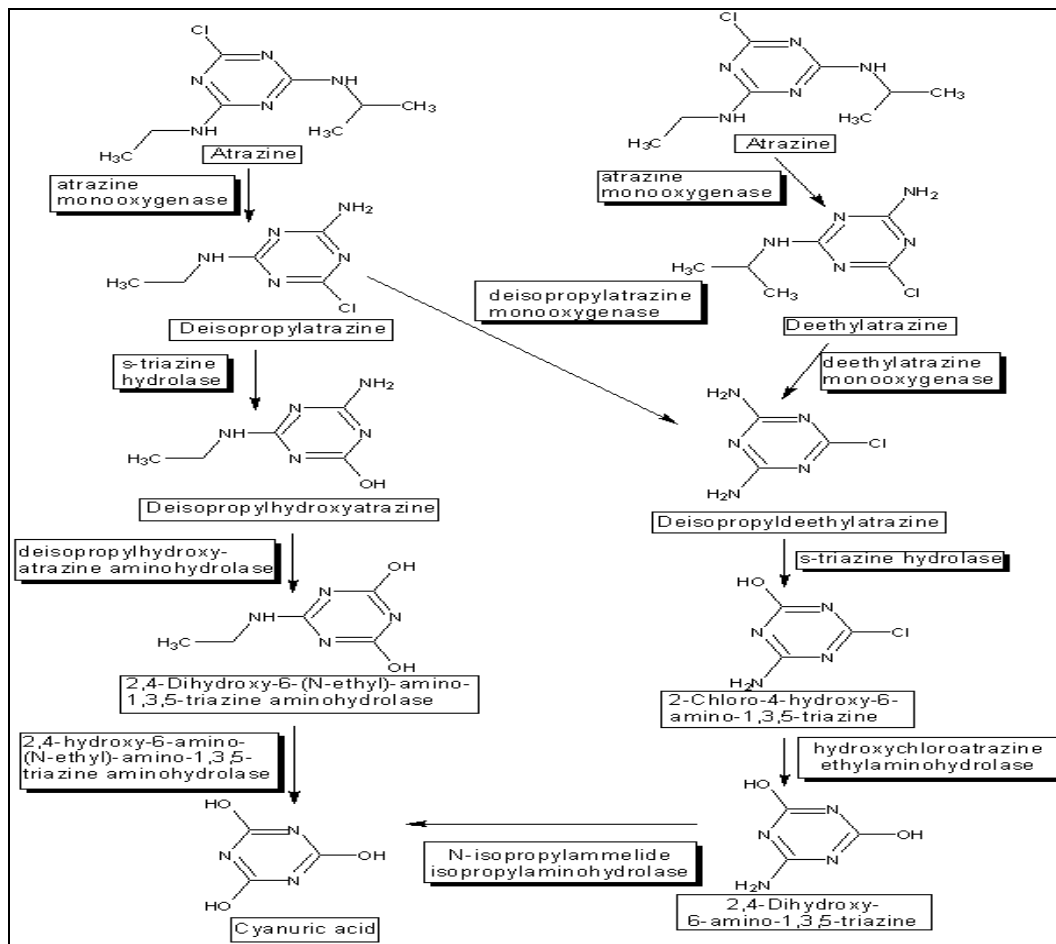 Cl
N
N
NH
N
CH₃
NH
H₃C
H₃C
Atrazine
atrazine
monooxygenase
NH₂
N
N
NH
N
H₃C
Cl
Deisopropylatrazine
s-triazine
hydrolase
NH₂
N
N
NH
N
H₃C
OH
Deisopropylhydroxyatrazine
deisopropylhydroxy-
atrazine aminohydrolase
OH
N
N
NH
N
H₃C
OH
2,4-Dihydroxy-6-(N-ethyl)-amino-
1,3,5-triazine aminohydrolase
2,4-hydroxy-6-amino-
(N-ethyl)-amino-1,3,5-
triazine aminohydrolase
HO
N
N
OH
N
HO
Cyanuric acid
Cl
N
N
NH
N
CH₃
NH
H₃C
H₃C
Atrazine
atrazine
monooxygenase
NH₂
N
NH
N
N
H₃C
CH₃
Cl
Deethylatrazine
deisopropylatrazine
monooxygenase
deethylatrazine
monooxygenase
H₂N
N
N
Cl
N
H₂N
Deisopropyldeethylatrazine
s-triazine hydrolase
HO
N
N
Cl
N
H₂N
2-Chloro-4-hydroxy-6-
amino-1,3,5-triazine
hydroxychloroatrazine
ethylaminohydrolase
HO
N
N
OH
N
H₂N
2,4-Dihydroxy-
6-amino-1,3,5-triazine
N-isopropylammelide
isopropylaminohydrolase